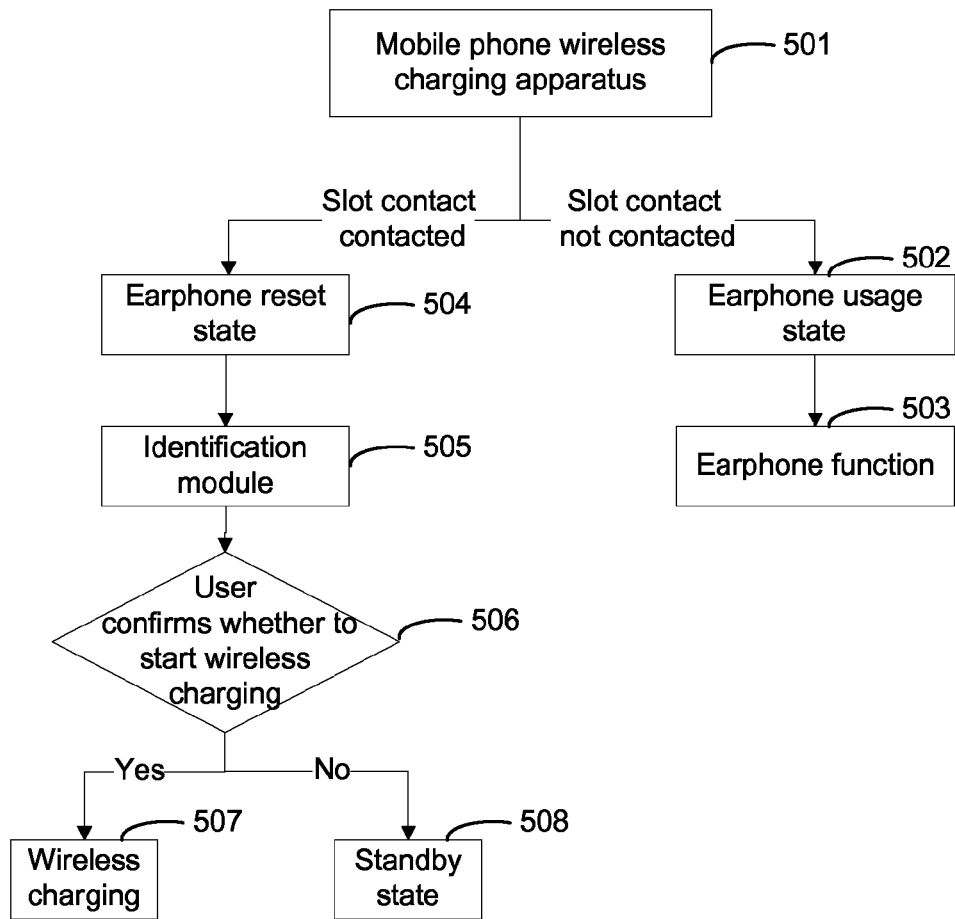 Mobile phone wireless
charging apparatus
501
Slot contact
contacted
Slot contact
not contacted
Earphone reset
state
504
502
Earphone usage
state
Identification
module
505
503
Earphone function
User
confirms whether to
start wireless
charging
506
Yes
No
507
Wireless
charging
508
Standby
state